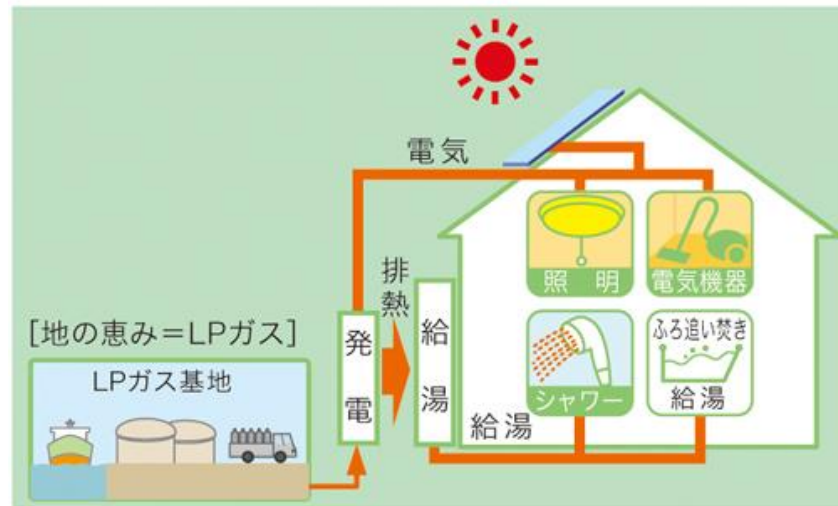 電気
照明
電気機器
排熱
[地の恵み＝LPガス]
発電
給湯
ふろ追い焚き
給湯
シャワー
LPガス基地
給湯